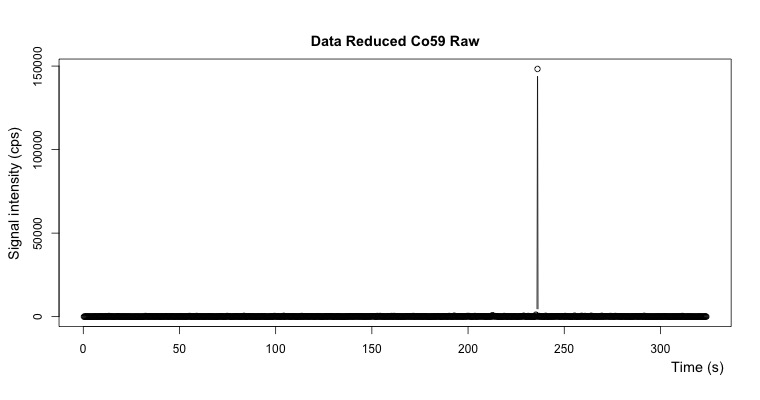 Data Reduced Co59 Raw
Signal intensity (cps)
150000
100000
50000
0
0 50 100 150 200 250 300
Time (s)